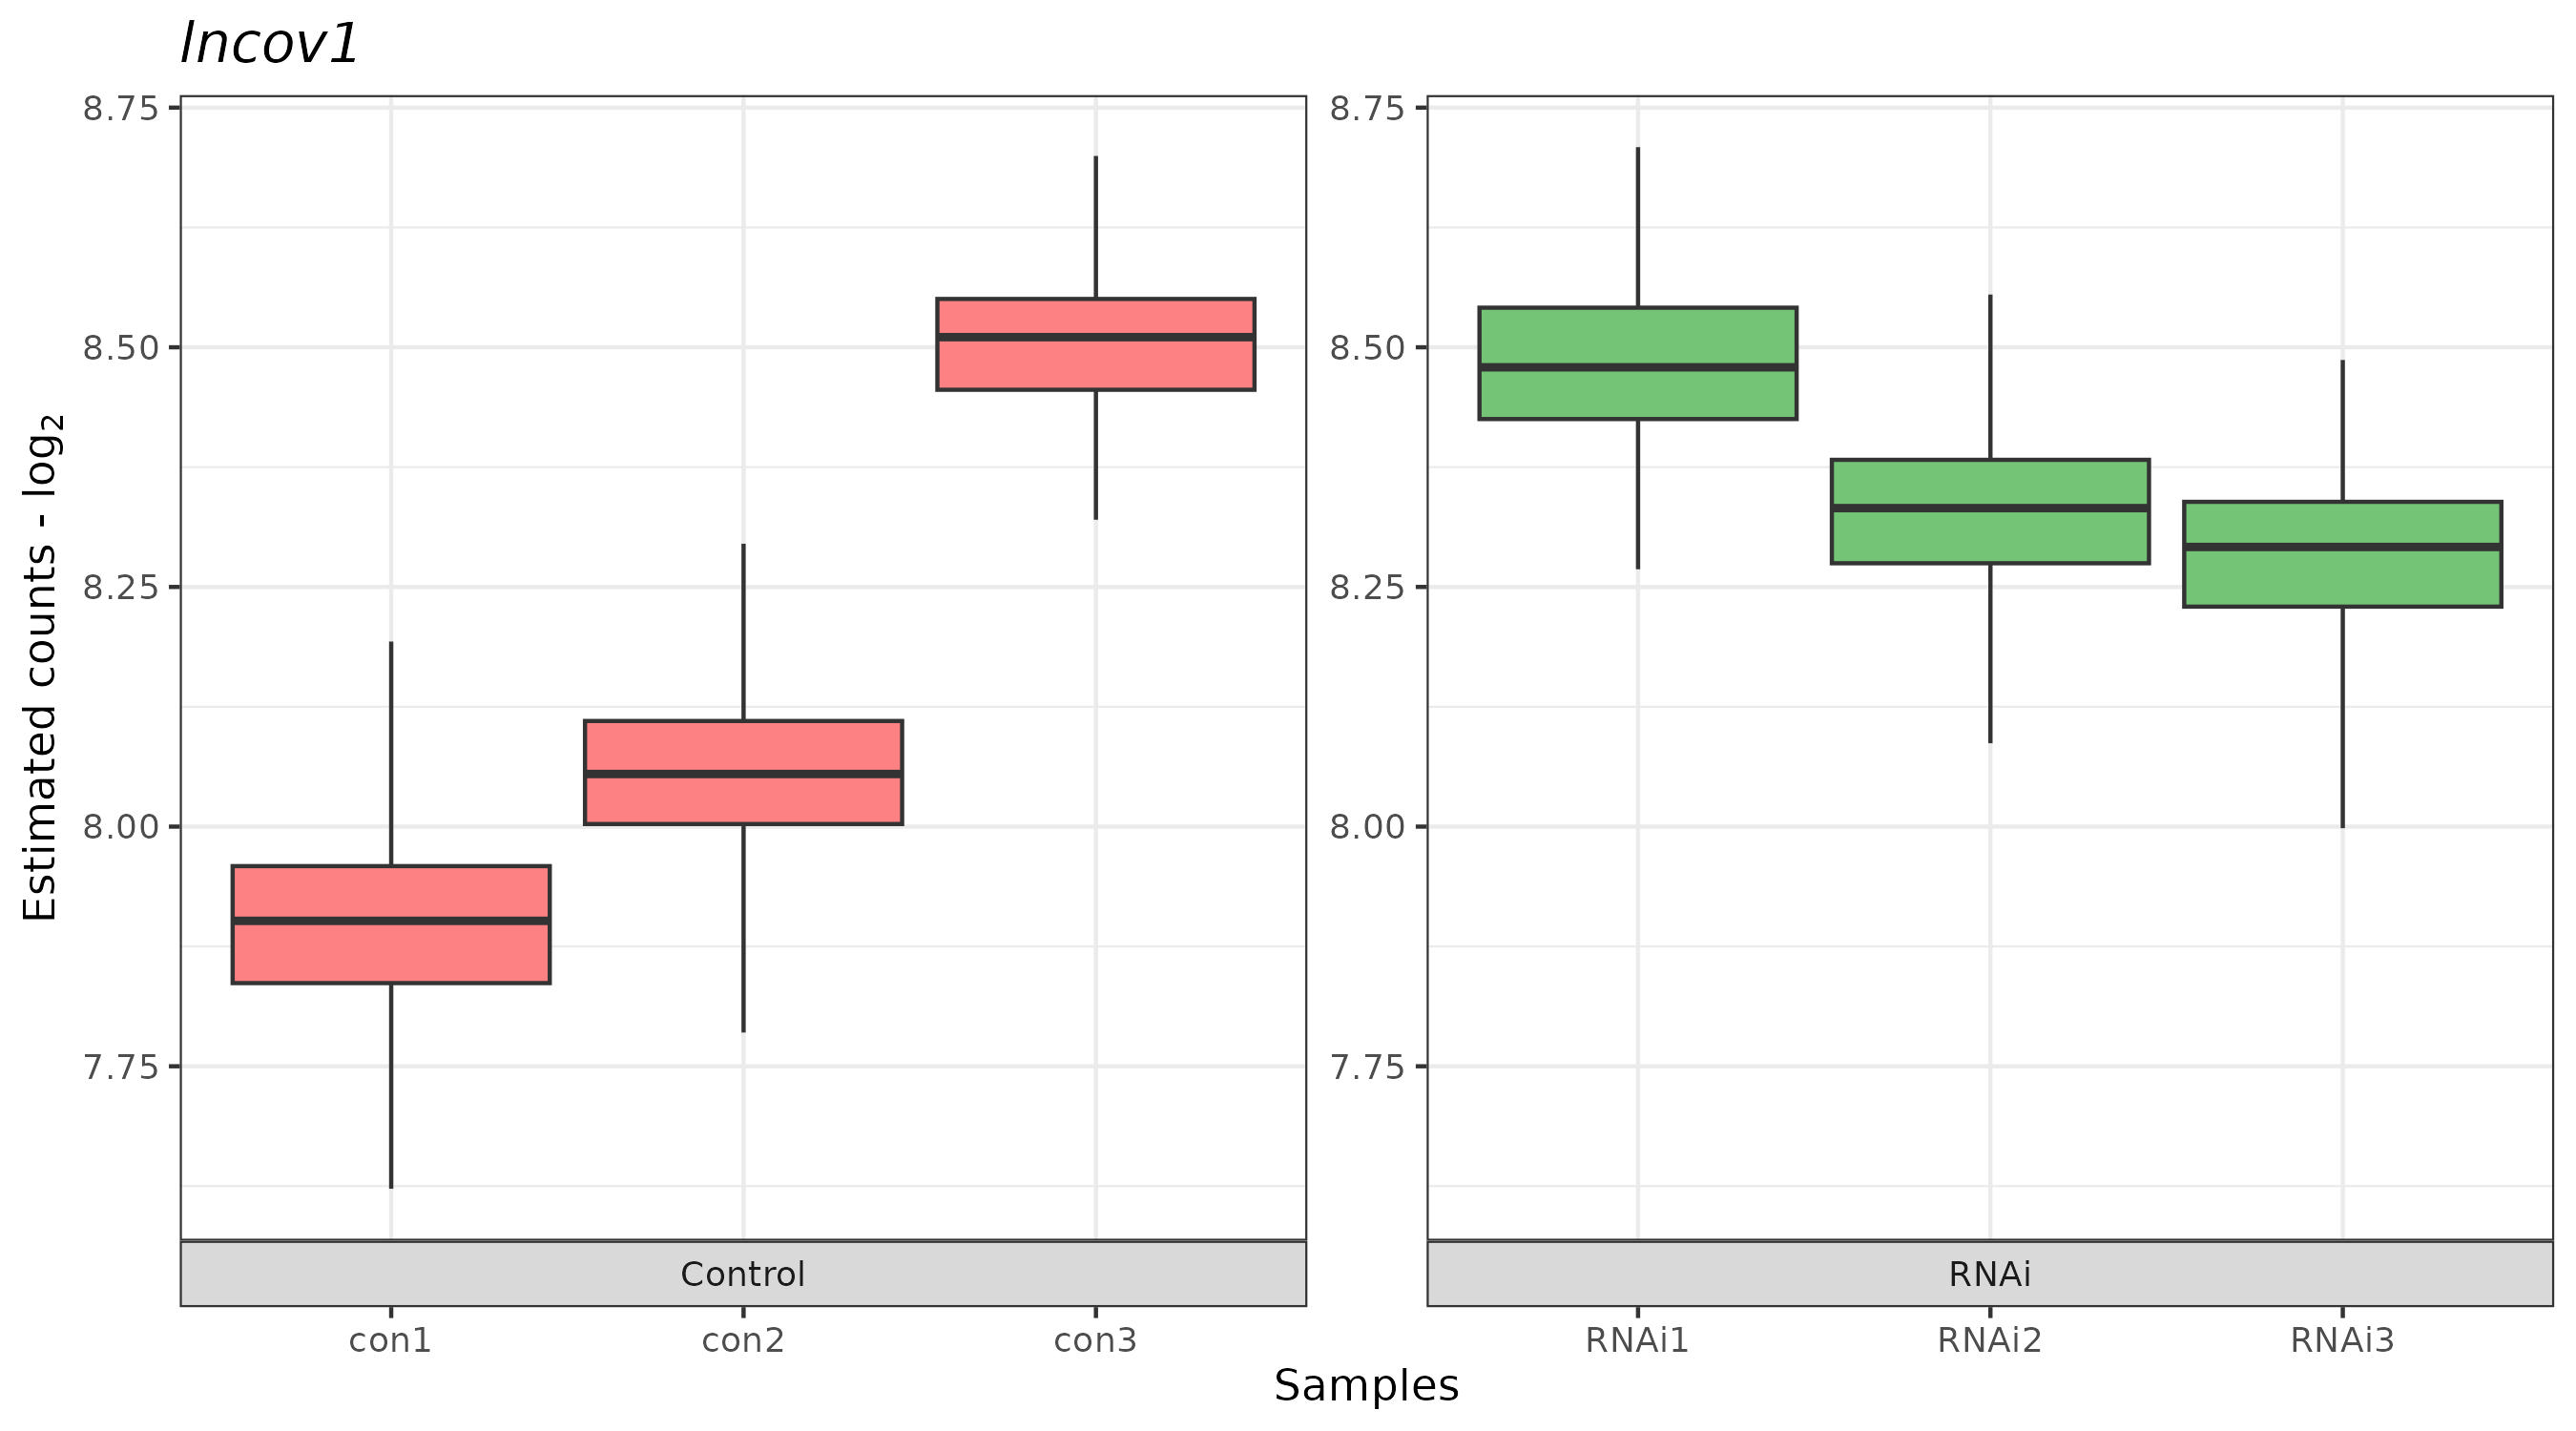 lncov1
Estimated counts - log₂
8.75
8.50
8.25
8.00
7.75
8.75
8.50
8.25
8.00
7.75
Control
RNAi
con1
con2
con3
RNAi1
RNAi2
RNAi3
Samples